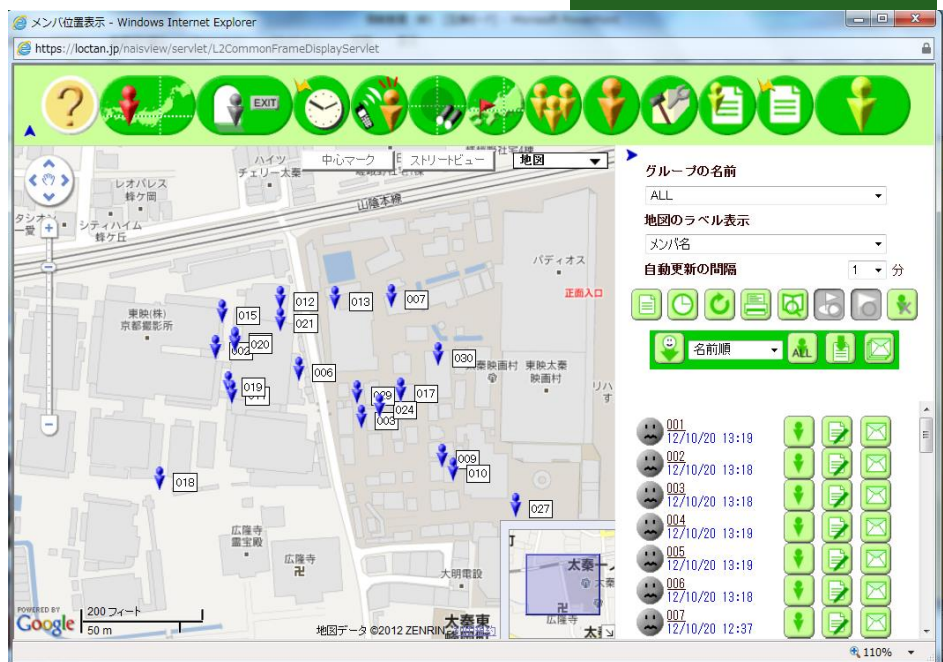 メンバ位置表示 - Windows Internet Explorer
https://loctan.jp/naisview/servlet/L2CommonFrameDisplayServlet
EXIT
中心マーク
ストリートビュー
地図
ハイツ
チェリー太秦
レオパレス
蜂ケ岡
シティハイム
蜂ケ丘
山陰本線
パディオス
正面入口
東映(株)
京都撮影所
012
013
007
015
021
020
002
006
030
映画村
東映太秦
映画村
リハ
019
017
024
003
009
010
018
027
広隆寺
霊宝殿
広隆寺
大明電設
太秦東
広隆寺
POWERED BY
Google
200 フィート
50 m
地図データ ©2012 ZENRIN
グループの名前
ALL
地図のラベル表示
メンバ名
自動更新の間隔
1 分
名前順
ALL
001
12/10/20 13:19
002
12/10/20 13:18
003
12/10/20 13:18
004
12/10/20 13:19
005
12/10/20 13:19
006
12/10/20 13:18
007
12/10/20 12:37
110%